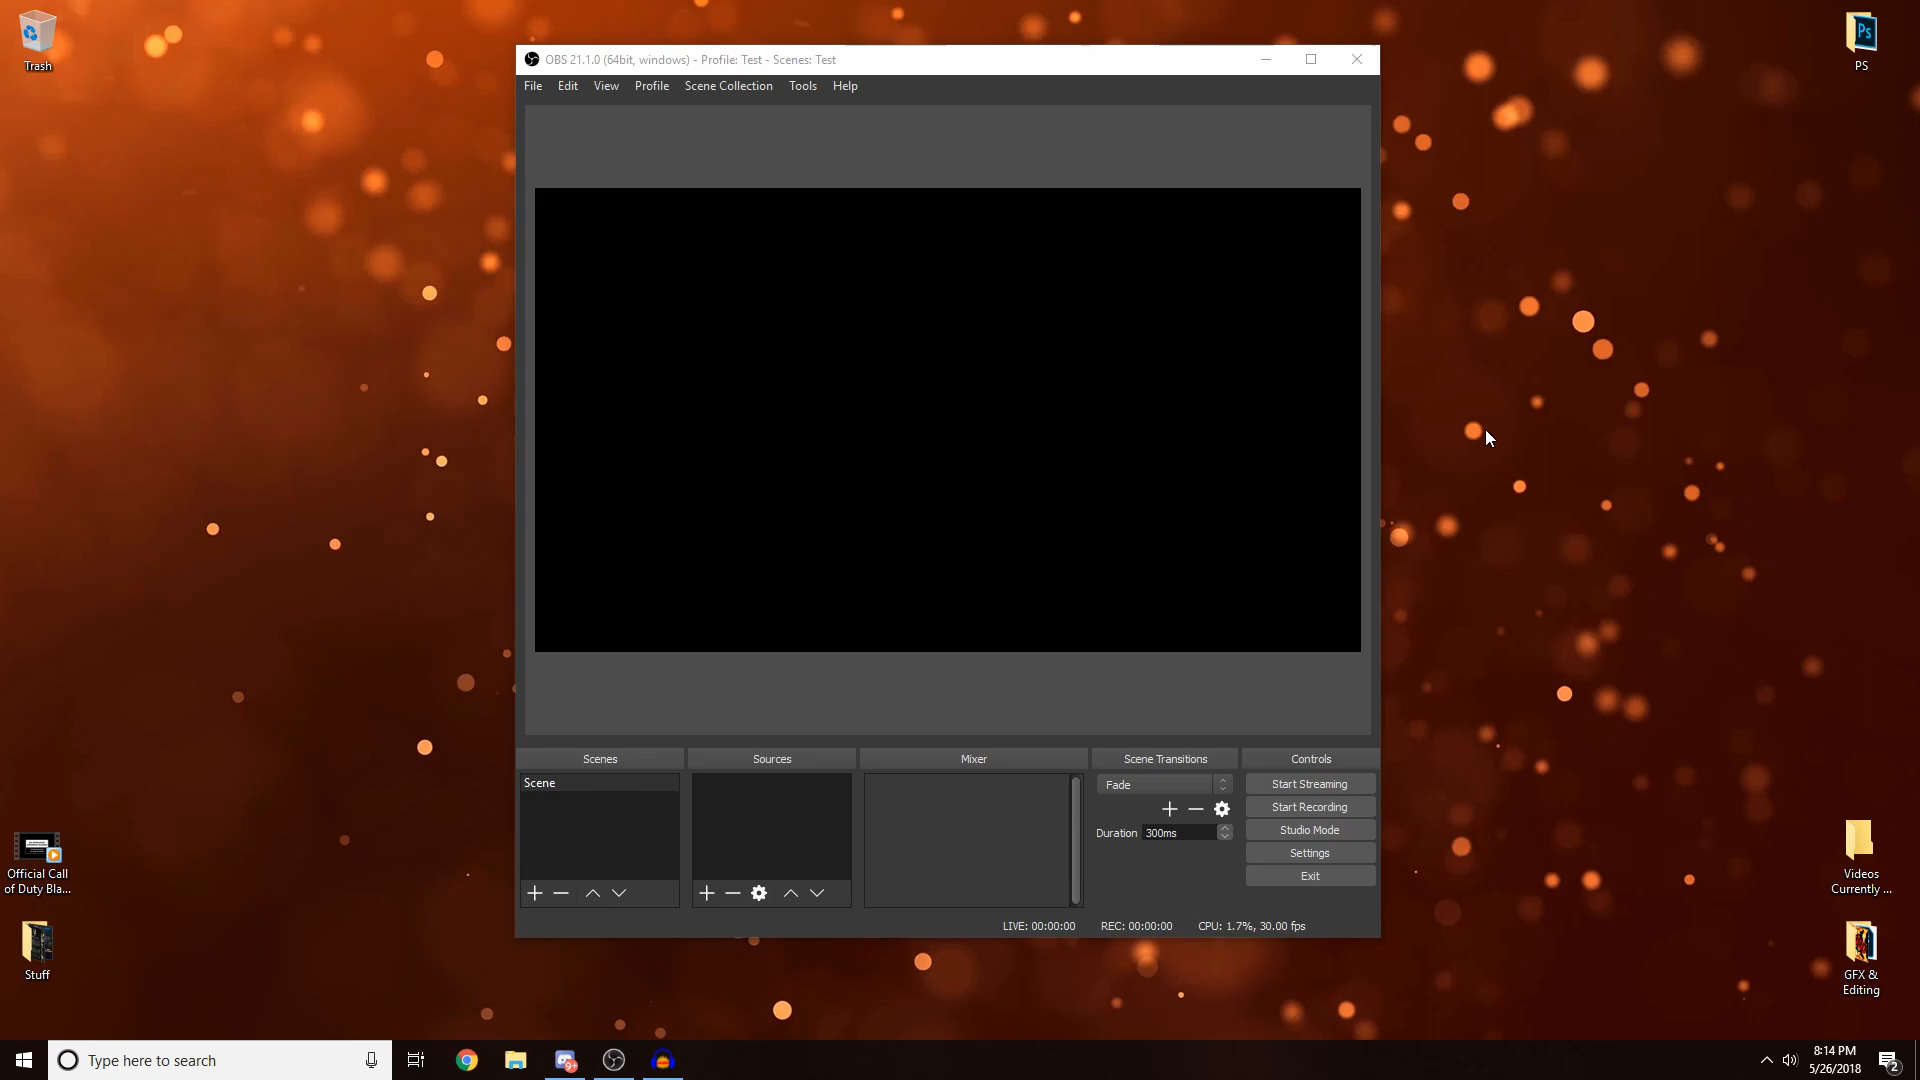 Trash
PS
OBS 21.1.0 (64bit, windows) - Profile: Test - Scenes: Test
File Edit View Profile Scene Collection Tools Help
Scenes Sources Mixer Scene Transitions Controls
Scene
Fade
Duration 300ms
Start Streaming
Start Recording
Studio Mode
Settings
Exit
LIVE: 00:00:00 REC: 00:00:00 CPU: 1.7%, 30.00 fps
Official Call
of Duty Bla...
Stuff
Videos
Currently ...
GFX &
Editing
Type here to search
9+
8:14 PM
5/26/2018
2